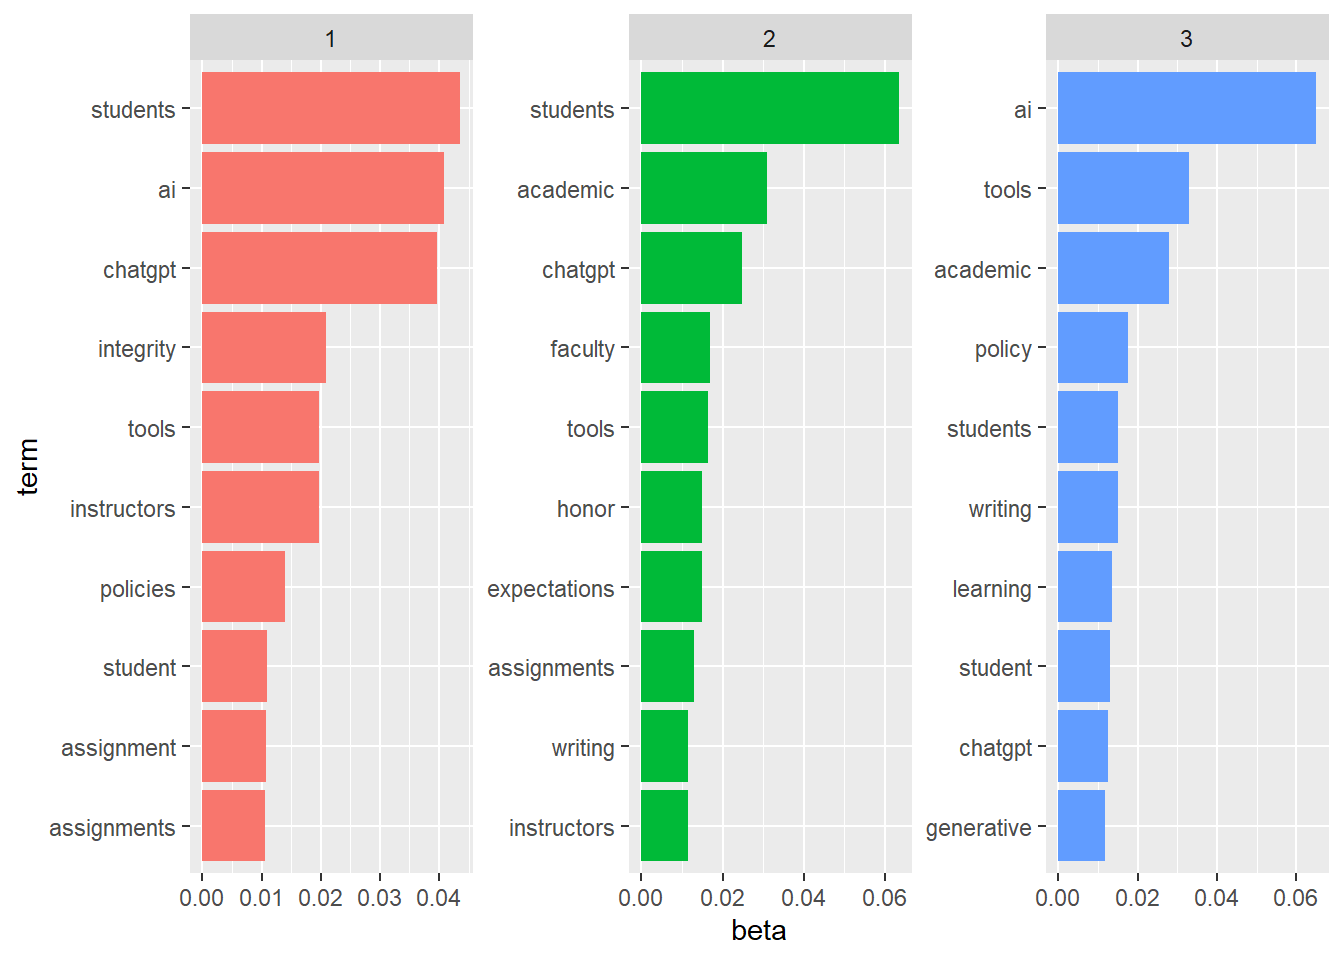 1
2
3
students
ai
chatgpt
integrity
tools
instructors
policies
student
assignment
assignments
students
academic
chatgpt
faculty
tools
honor
expectations
assignments
writing
instructors
ai
tools
academic
policy
students
writing
learning
student
chatgpt
generative
0.00 0.01 0.02 0.03 0.04
0.00 0.02 0.04 0.06
0.00 0.02 0.04 0.06
term
beta